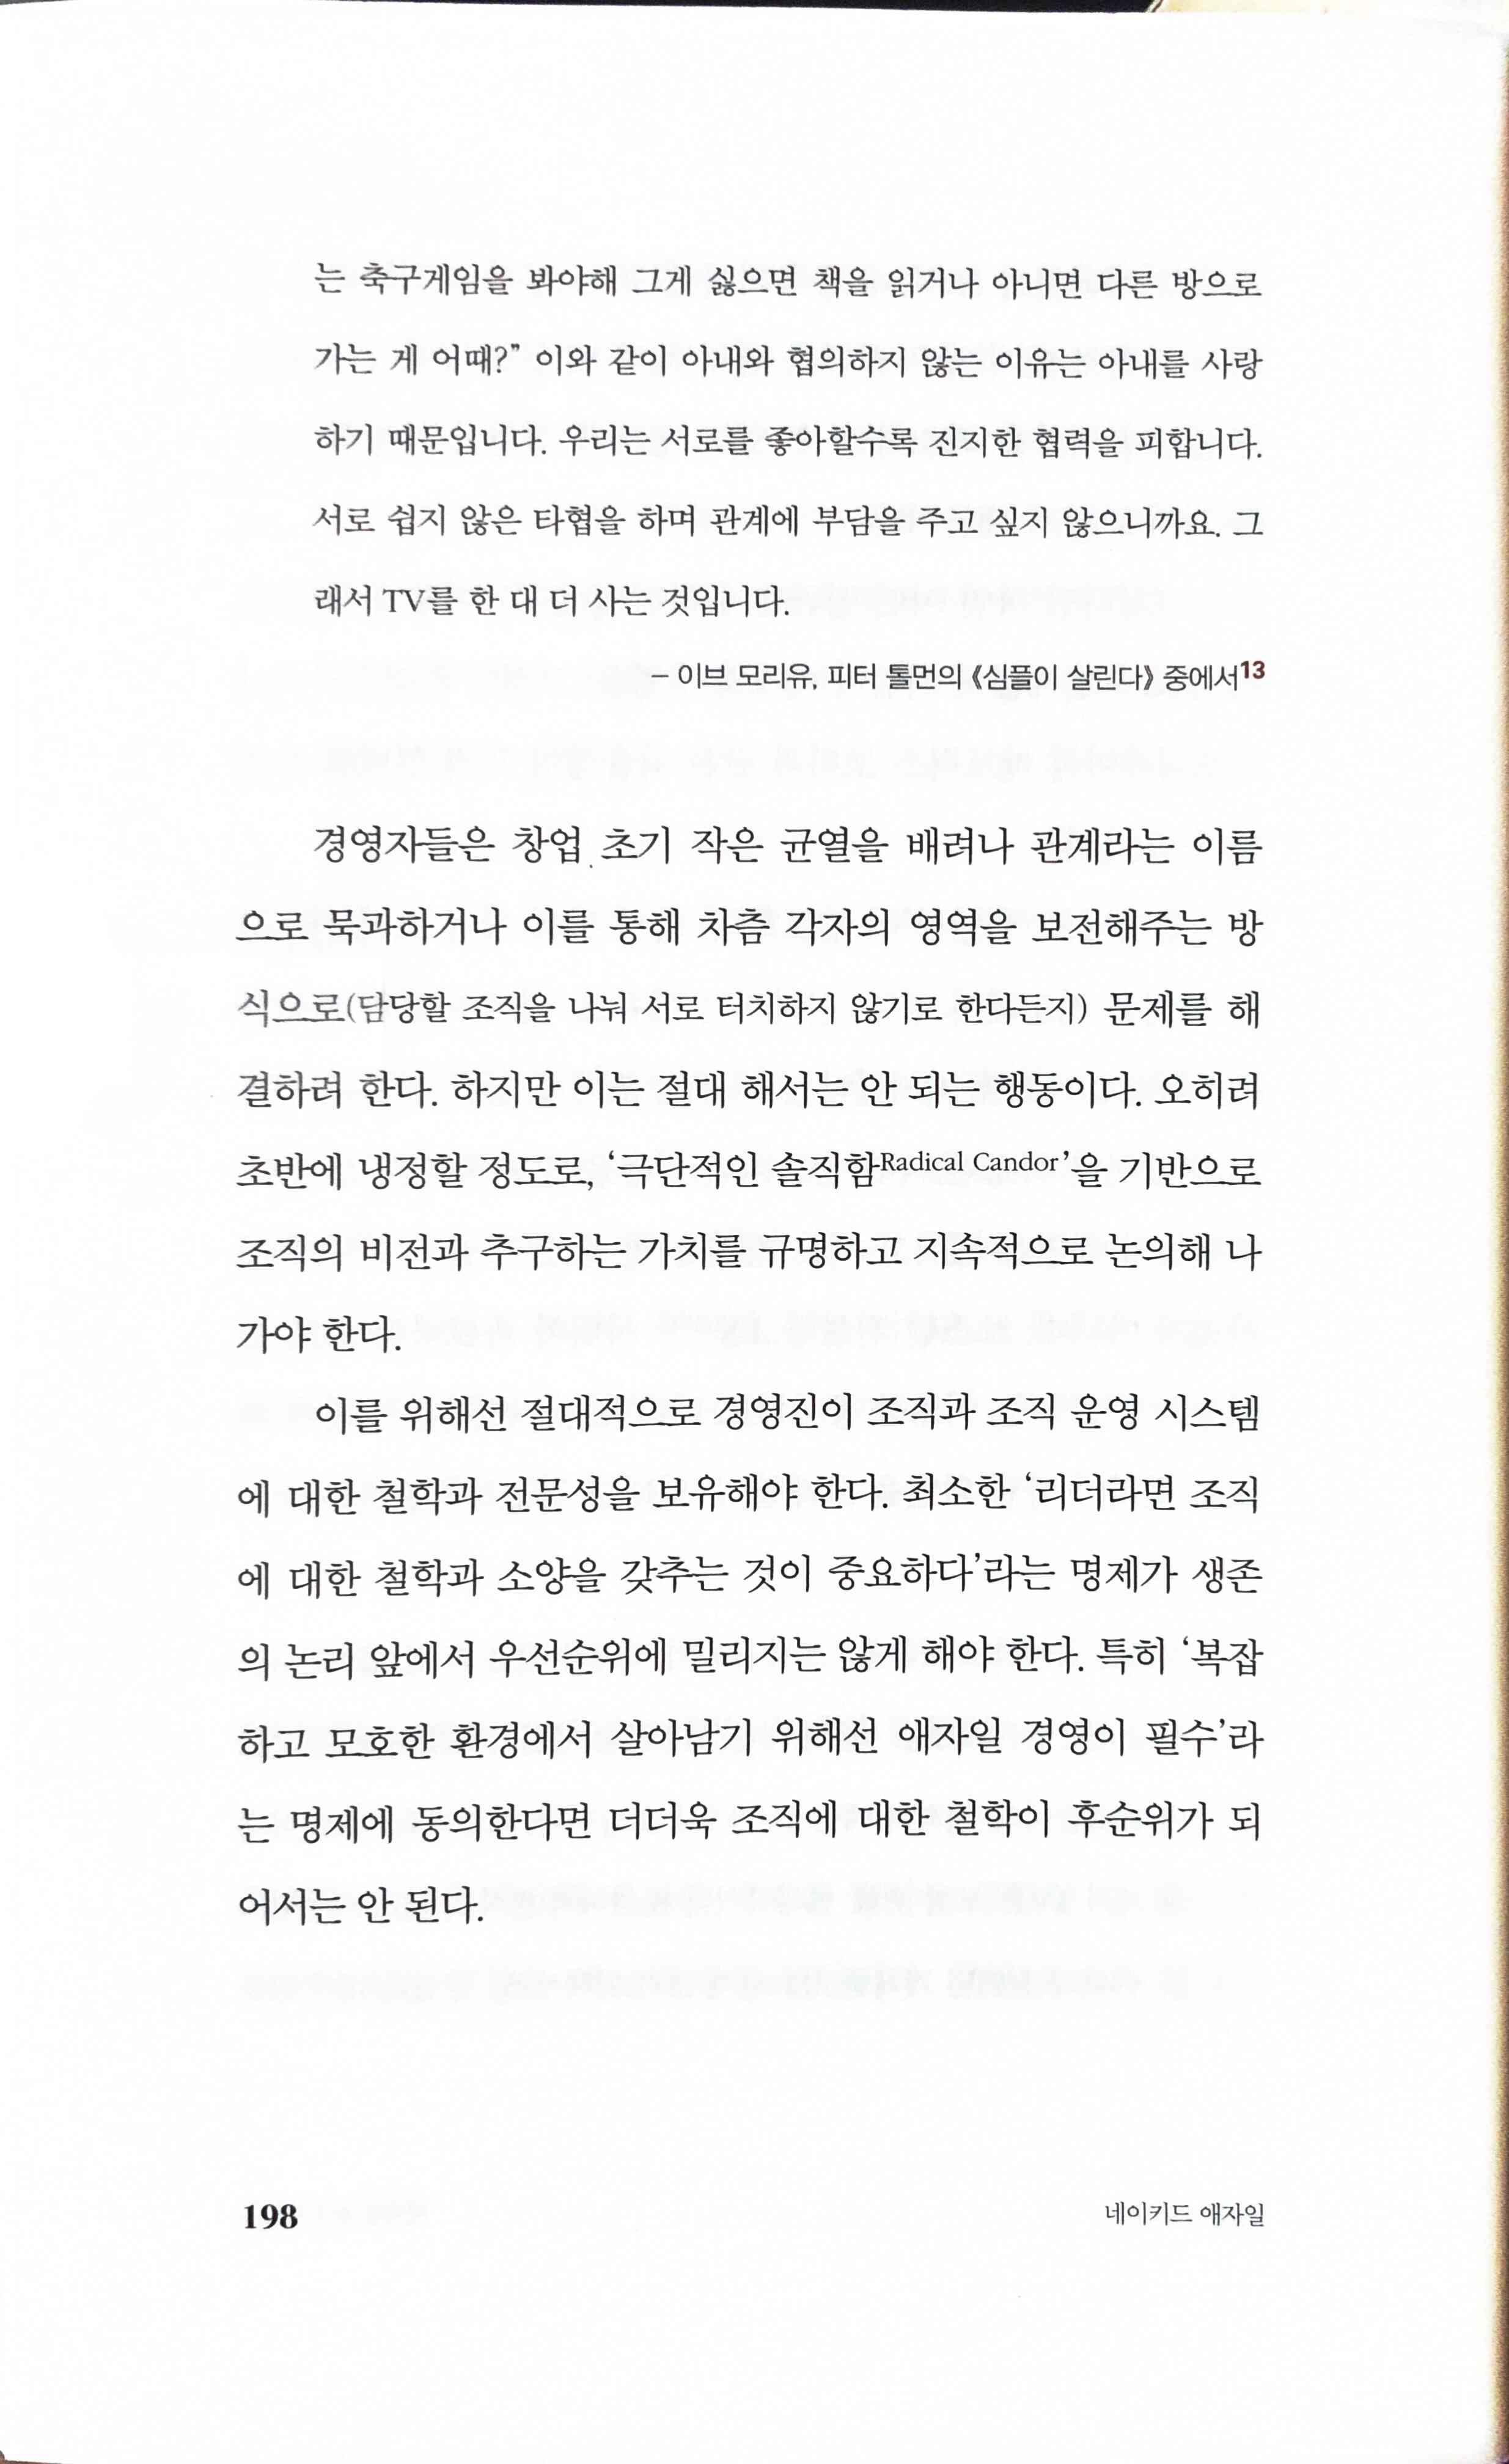 는 축구게임을 봐야해 그게 싫으면 책을 읽거나 아니면 다른 방으로
가는 게 어때?” 이와 같이 아내와 협의하지 않는 이유는 아내를 사랑
하기 때문입니다. 우리는 서로를 좋아할수록 진지한 협력을 피합니다.
서로 쉽지 않은 타협을 하며 관계에 부담을 주고 싶지 않으니까요. 그
래서 TV를 한 대 더 사는 것입니다.
– 이브 모리유, 피터 톨먼의 《심플이 살린다》 중에서13
경영자들은 창업 초기 작은 균열을 배려나 관계라는 이름
으로 묵과하거나 이를 통해 차츰 각자의 영역을 보전해주는 방
식으로(담당할 조직을 나눠 서로 터치하지 않기로 한다든지) 문제를 해
결하려 한다. 하지만 이는 절대 해서는 안 되는 행동이다. 오히려
초반에 냉정할 정도로, ‘극단적인 솔직함Radical Candor’을 기반으로
조직의 비전과 추구하는 가치를 규명하고 지속적으로 논의해 나
가야 한다.
이를 위해선 절대적으로 경영진이 조직과 조직 운영 시스템
에 대한 철학과 전문성을 보유해야 한다. 최소한 ‘리더라면 조직
에 대한 철학과 소양을 갖추는 것이 중요하다’라는 명제가 생존
의 논리 앞에서 우선순위에 밀리지는 않게 해야 한다. 특히 ‘복잡
하고 모호한 환경에서 살아남기 위해선 애자일 경영이 필수’라
는 명제에 동의한다면 더더욱 조직에 대한 철학이 후순위가 되
어서는 안 된다.
198
네이키드 애자일